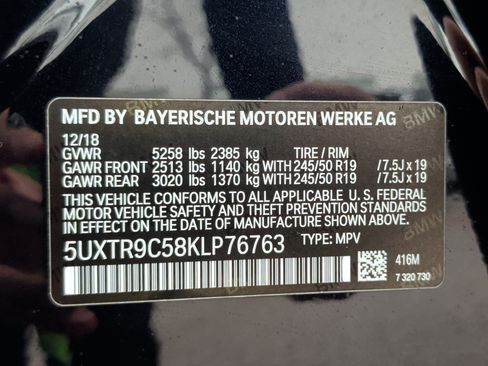 MFD BY BAYERISCHE MOTOREN WERKE AG
12/18
GVWR 5258 lbs 2385 kg TIRE / RIM
GAWR FRONT 2513 lbs 1140 kg WITH 245/50 R19 / 7.5J x 19
GAWR REAR 3020 lbs 1370 kg WITH 245/50 R19 / 7.5J x 19
THIS VEHICLE CONFORMS TO ALL APPLICABLE U. S. FEDERAL
MOTOR VEHICLE SAFETY AND THEFT PREVENTION STANDARDS
IN EFFECT ON THE DATE OF MANUFACTURE SHOWN ABOVE.
5UXTR9C58KLP76763 TYPE: MPV
416M
7 320 730
BMW
BMW
BMW